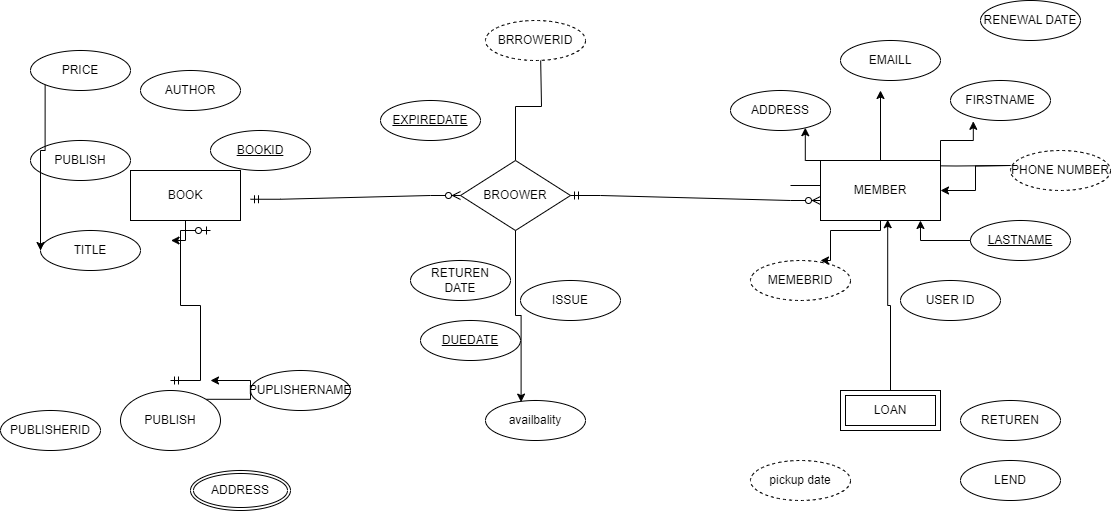 RENEWAL DATE
BRROWERID
EMAILL
PRICE
AUTHOR
FIRSTNAME
ADDRESS
EXPIREDATE
BOOKID
PUBLISH
PHONE NUMBER
BOOK
BROOWER
MEMBER
TITLE
LASTNAME
RETUREN
DATE
MEMEBRID
ISSUE
USER ID
DUEDATE
PUPLISHERNAME
LOAN
PUBLISH
availbality
RETUREN
PUBLISHERID
ADDRESS
pickup date
LEND